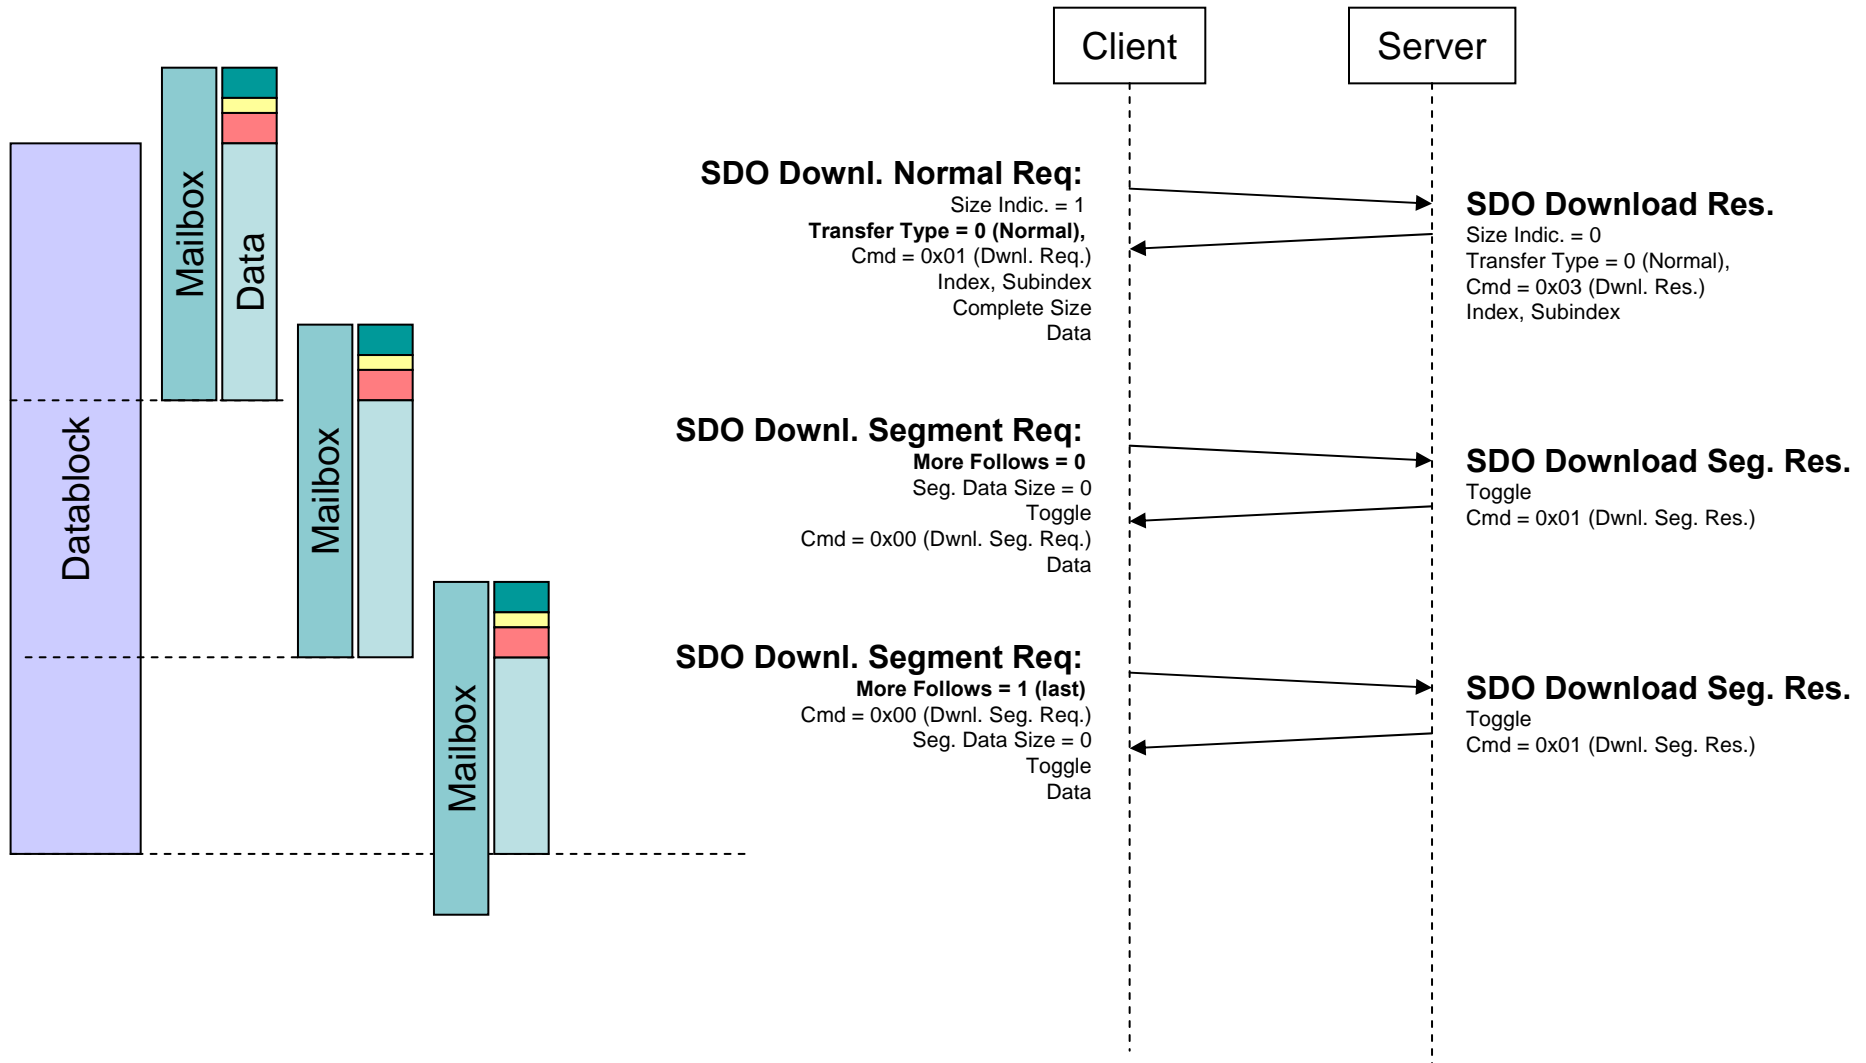 Client
Server
Mailbox
Data
Datablock
Mailbox
Mailbox
SDO Downl. Normal Req:
Size Indic. = 1
Transfer Type = 0 (Normal),
Cmd = 0x01 (Dwnl. Req.)
Index, Subindex
Complete Size
Data
SDO Download Res.
Size Indic. = 0
Transfer Type = 0 (Normal),
Cmd = 0x03 (Dwnl. Res.)
Index, Subindex
SDO Downl. Segment Req:
More Follows = 0
Seg. Data Size = 0
Toggle
Cmd = 0x00 (Dwnl. Seg. Req.)
Data
SDO Download Seg. Res.
Toggle
Cmd = 0x01 (Dwnl. Seg. Res.)
SDO Downl. Segment Req:
More Follows = 1 (last)
Cmd = 0x00 (Dwnl. Seg. Req.)
Seg. Data Size = 0
Toggle
Data
SDO Download Seg. Res.
Toggle
Cmd = 0x01 (Dwnl. Seg. Res.)